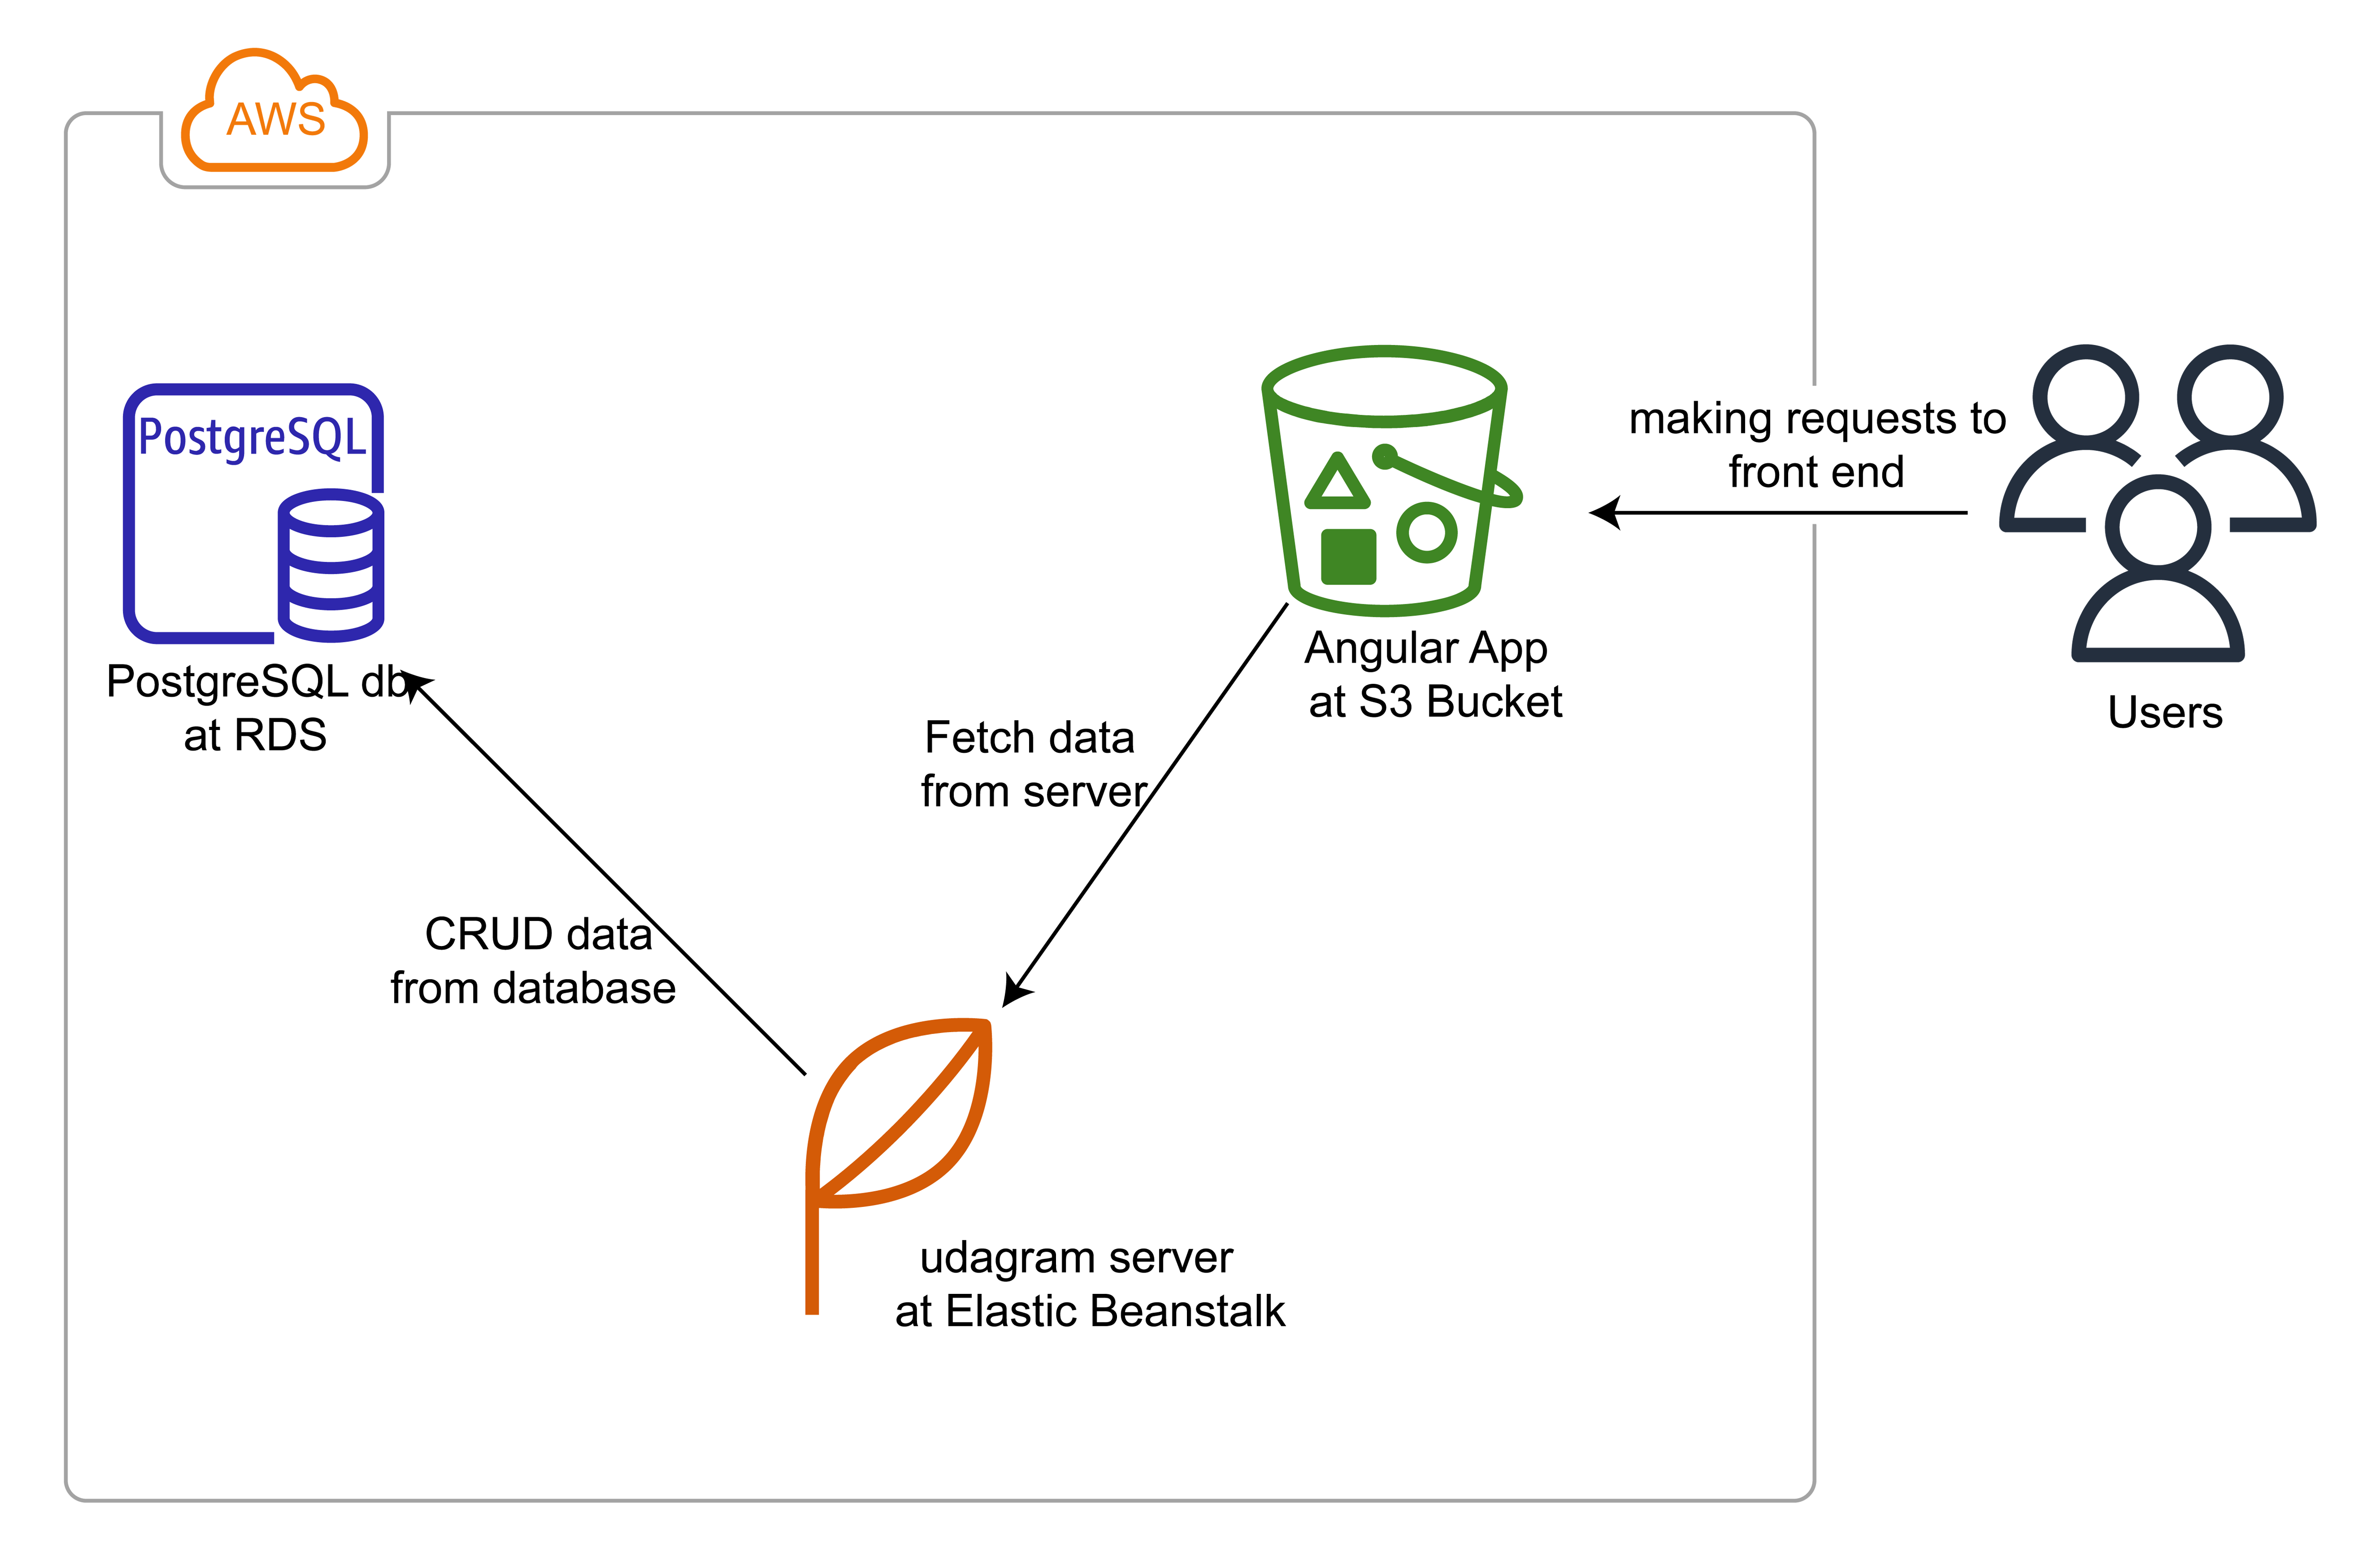 AWS
PostgreSQL
PostgreSQL db
at RDS
making requests to
front end
Angular App
at S3 Bucket
Users
Fetch data
from server
CRUD data
from database
udagram server
at Elastic Beanstalk